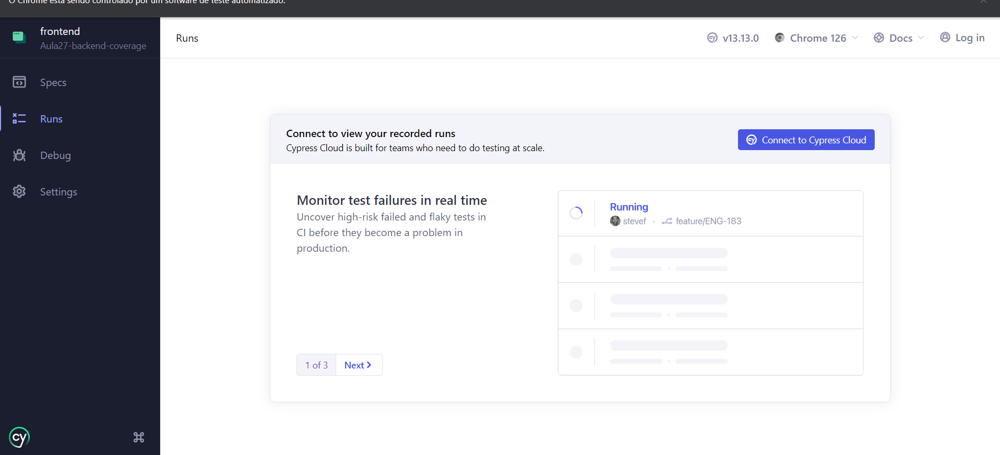 O Chrome está sendo controlado por um software de teste automatizado.
frontend
Aula27-backend-coverage
Specs
Runs
Debug
Settings
cy
Runs
cy v13.13.0
Chrome 126
Docs
Log in
Connect to view your recorded runs
Cypress Cloud is built for teams who need to do testing at scale.
cy Connect to Cypress Cloud
Monitor test failures in real time
Uncover high-risk failed and flaky tests in
CI before they become a problem in
production.
1 of 3
Next
Running
stevef
feature/ENG-183